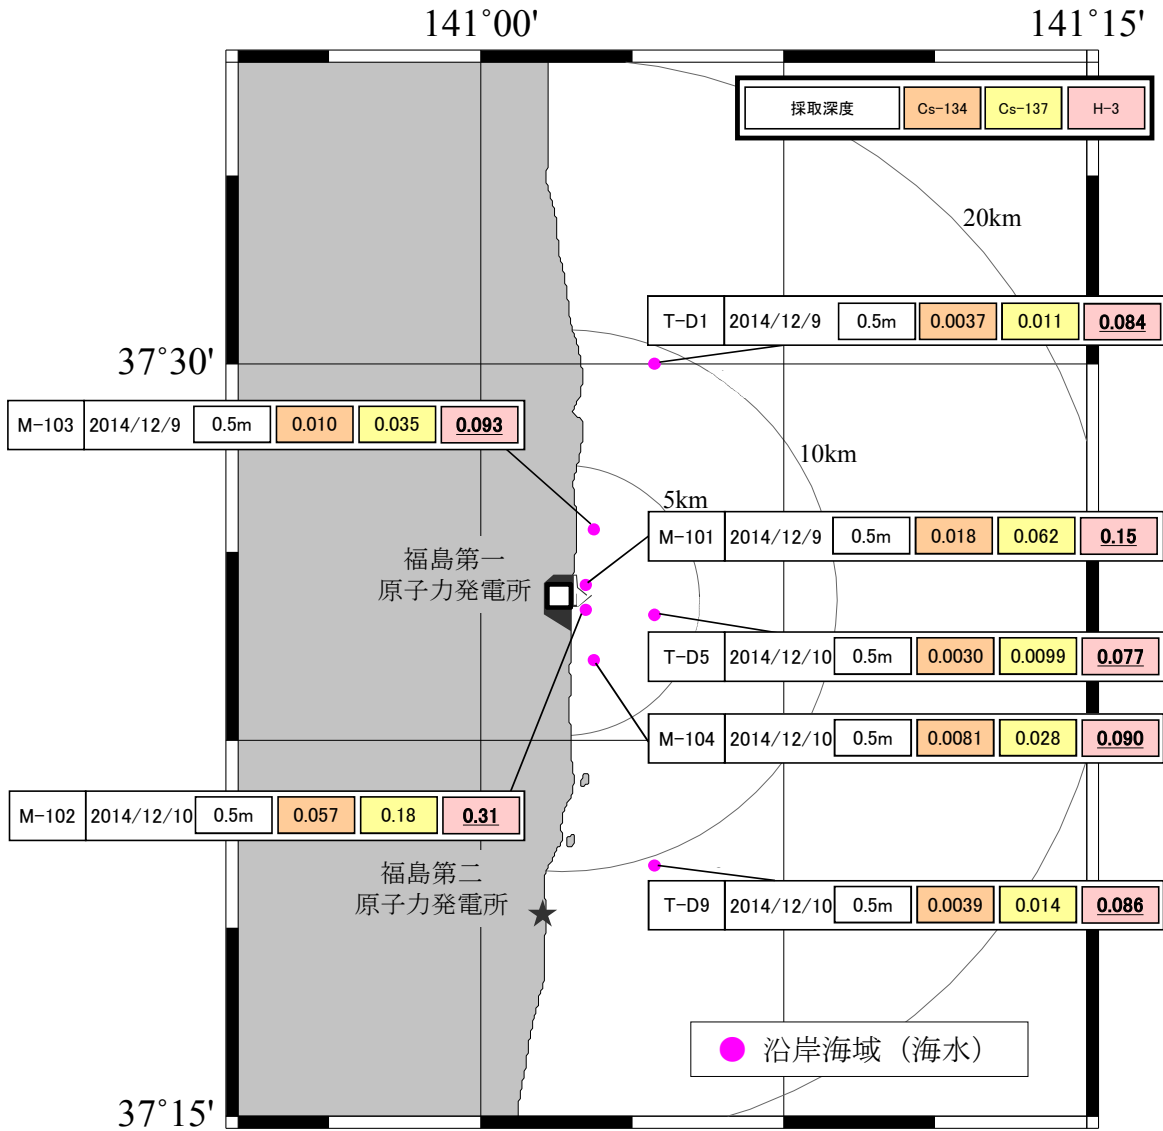 141°00'
141°15'
採取深度 Cs-134 Cs-137 H-3
20km
T-D1 2014/12/9 0.5m 0.0037 0.011 0.084
37°30'
M-103 2014/12/9 0.5m 0.010 0.035 0.093
10km
5km
M-101 2014/12/9 0.5m 0.018 0.062 0.15
福島第一
原子力発電所
T-D5 2014/12/10 0.5m 0.0030 0.0099 0.077
M-104 2014/12/10 0.5m 0.0081 0.028 0.090
M-102 2014/12/10 0.5m 0.057 0.18 0.31
福島第二
原子力発電所
T-D9 2014/12/10 0.5m 0.0039 0.014 0.086
沿岸海域（海水）
37°15'